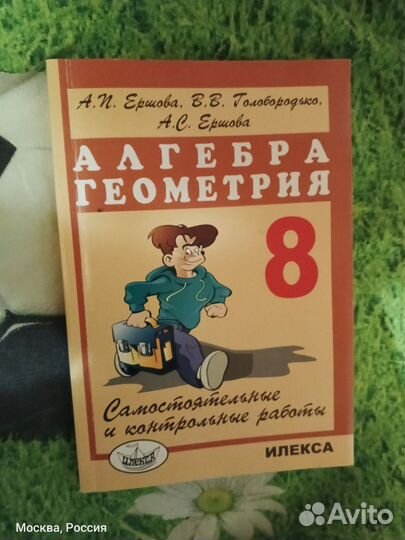 А.П. Ершова, В.В. Голобородько,
А.С. Ершова
АЛГЕБРА
ГЕОМЕТРИЯ
8
Самостоятельные
и контрольные работы
ИЛЕКСА
ИЛЕКСА
Москва, Россия
Avito